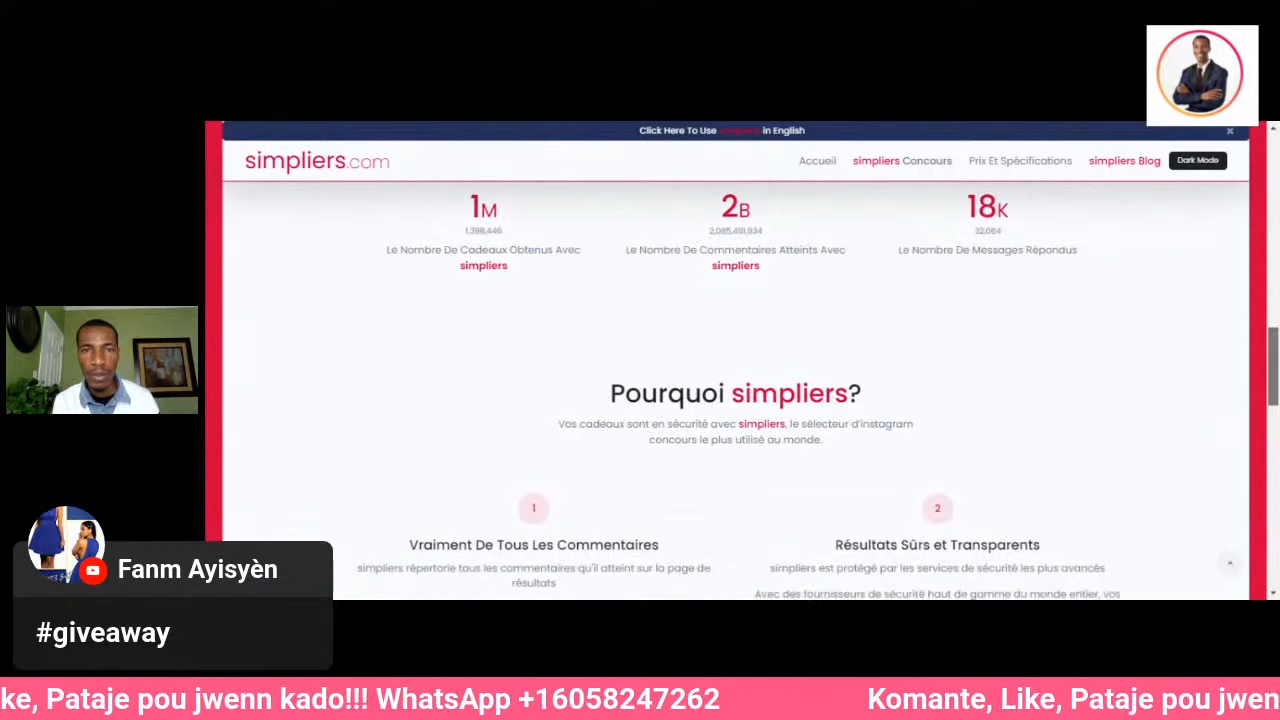 Click Here To Use simpliers in English
simpliers.com
Accueil
simpliers Concours
Prix Et Spécifications
simpliers Blog
Dark Mode
1M
1,398,446
Le Nombre De Cadeaux Obtenus Avec
simpliers
2B
2,085,491,934
Le Nombre De Commentaires Atteints Avec
simpliers
18K
32,064
Le Nombre De Messages Répondus
Pourquoi simpliers?
Vos cadeaux sont en sécurité avec simpliers, le sélecteur d'instagram
concours le plus utilisé au monde.
1
Vraiment De Tous Les Commentaires
simpliers répertorie tous les commentaires qu'il atteint sur la page de
résultats
2
Résultats Sûrs et Transparents
simpliers est protégé par les services de sécurité les plus avancés
Avec des fournisseurs de sécurité haut de gamme du monde entier, vos
Fanm Ayisyèn
#giveaway
ke, Pataje pou jwenn kado!!! WhatsApp +16058247262
Komante, Like, Pataje pou jwen